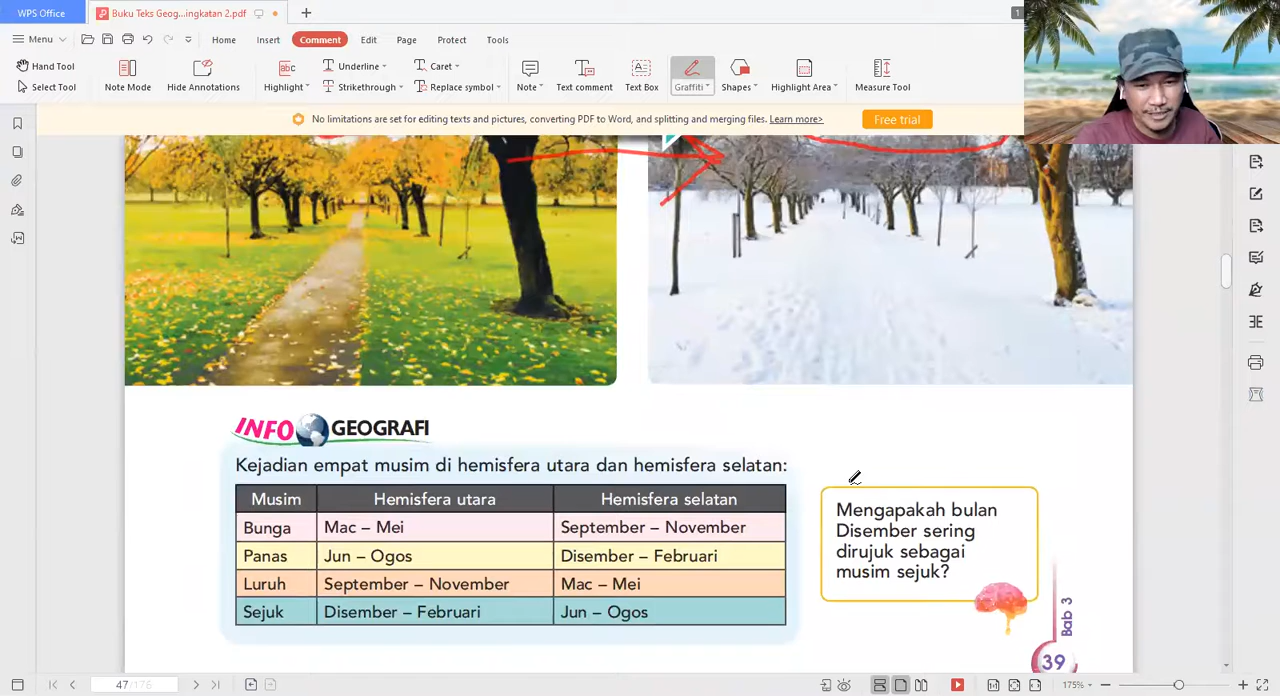 WPS Office
Buku Teks Geog...ingkatan 2.pdf
1
Menu
Home
Insert
Comment
Edit
Page
Protect
Tools
Hand Tool
Select Tool
Note Mode
Hide Annotations
Highlight
Underline
Strikethrough
Caret
Replace symbol
Note
Text comment
Text Box
Graffiti
Shapes
Highlight Area
Measure Tool
No limitations are set for editing texts and pictures, converting PDF to Word, and splitting and merging files. Learn more>
Free trial
INFO GEOGRAFI
Kejadian empat musim di hemisfera utara dan hemisfera selatan:
Musim Hemisfera utara Hemisfera selatan
Bunga Mac – Mei September – November
Panas Jun – Ogos Disember – Februari
Luruh September – November Mac – Mei
Sejuk Disember – Februari Jun – Ogos
Mengapakah bulan
Disember sering
dirujuk sebagai
musim sejuk?
Bab 3
39
47/176
175%